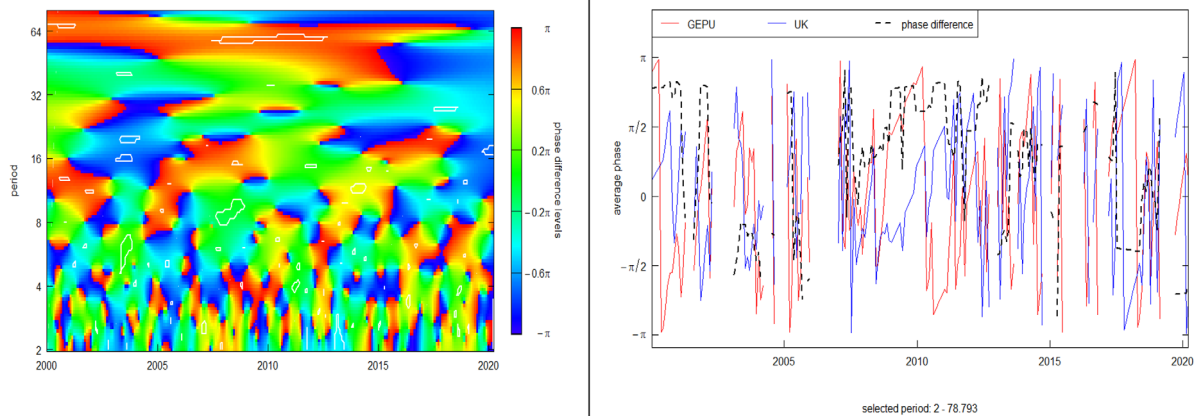 64
32
16
8
4
2
period
2000
2005
2010
2015
2020
π
0.6π
0.2π
−0.2π
−0.6π
−π
phase difference levels
GEPU
UK
phase difference
π
π/2
0
−π/2
−π
average phase
2005
2010
2015
2020
selected period: 2 - 78.793